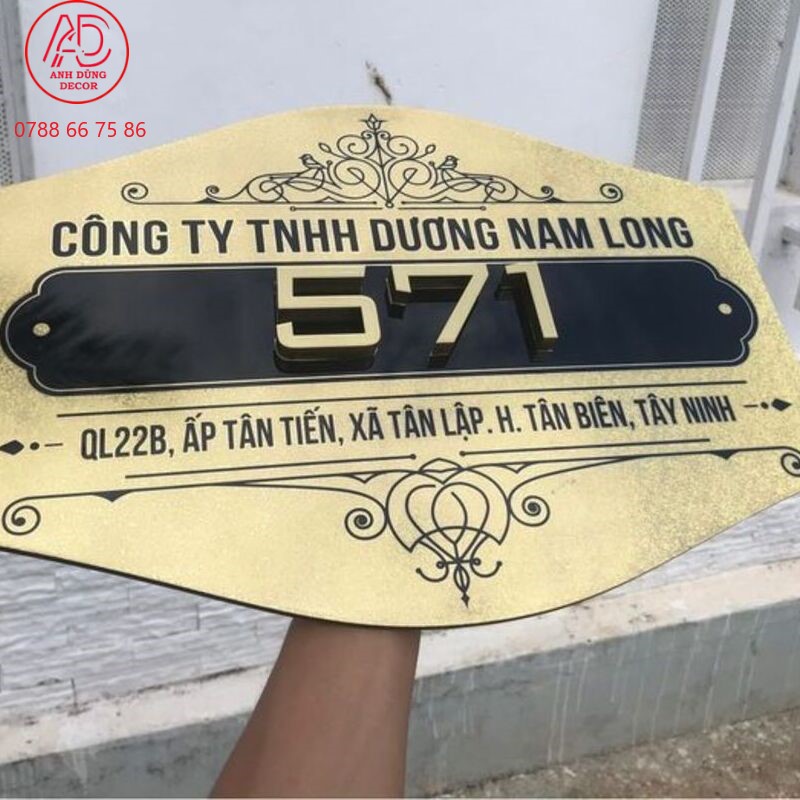 AD
ANH DŨNG
DECOR
0788 66 75 86
CÔNG TY TNHH DƯƠNG NAM LONG
571
QL22B, ẤP TÂN TIẾN, XÃ TÂN LẬP. H. TÂN BIÊN, TÂY NINH